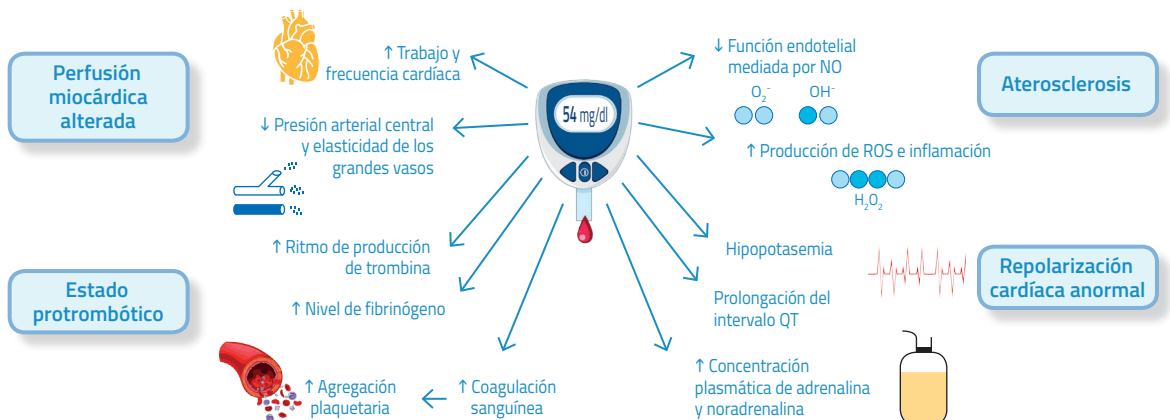 Perfusión
miocárdica
alterada
↑ Trabajo y
frecuencia cardíaca
↓ Presión arterial central
y elasticidad de los
grandes vasos
↑ Ritmo de producción
de trombina
↑ Nivel de fibrinógeno
Estado
protrombótico
↑ Agregación
plaquetaria
↑ Coagulación
sanguínea
54 mg/dl
↓ Función endotelial
mediada por NO
O₂⁻ OH⁻
Aterosclerosis
↑ Producción de ROS e inflamación
H₂O₂
Hipopotasemia
Prolongación del
intervalo QT
Repolarización
cardíaca anormal
↑ Concentración
plasmática de adrenalina
y noradrenalina